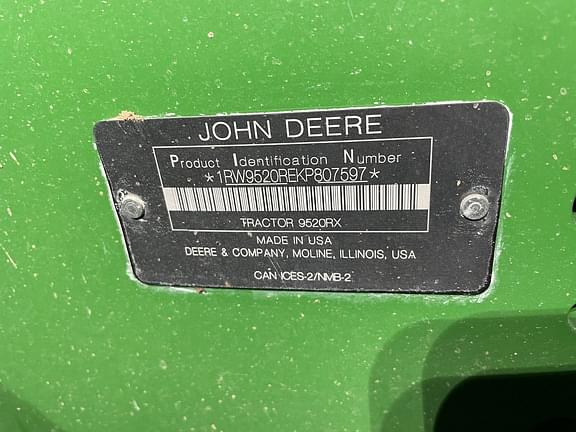 JOHN DEERE
Product Identification Number
*1RW9520REKP807597*
TRACTOR 9520RX
MADE IN USA
DEERE & COMPANY, MOLINE, ILLINOIS, USA
CAN ICES-2/NMB-2